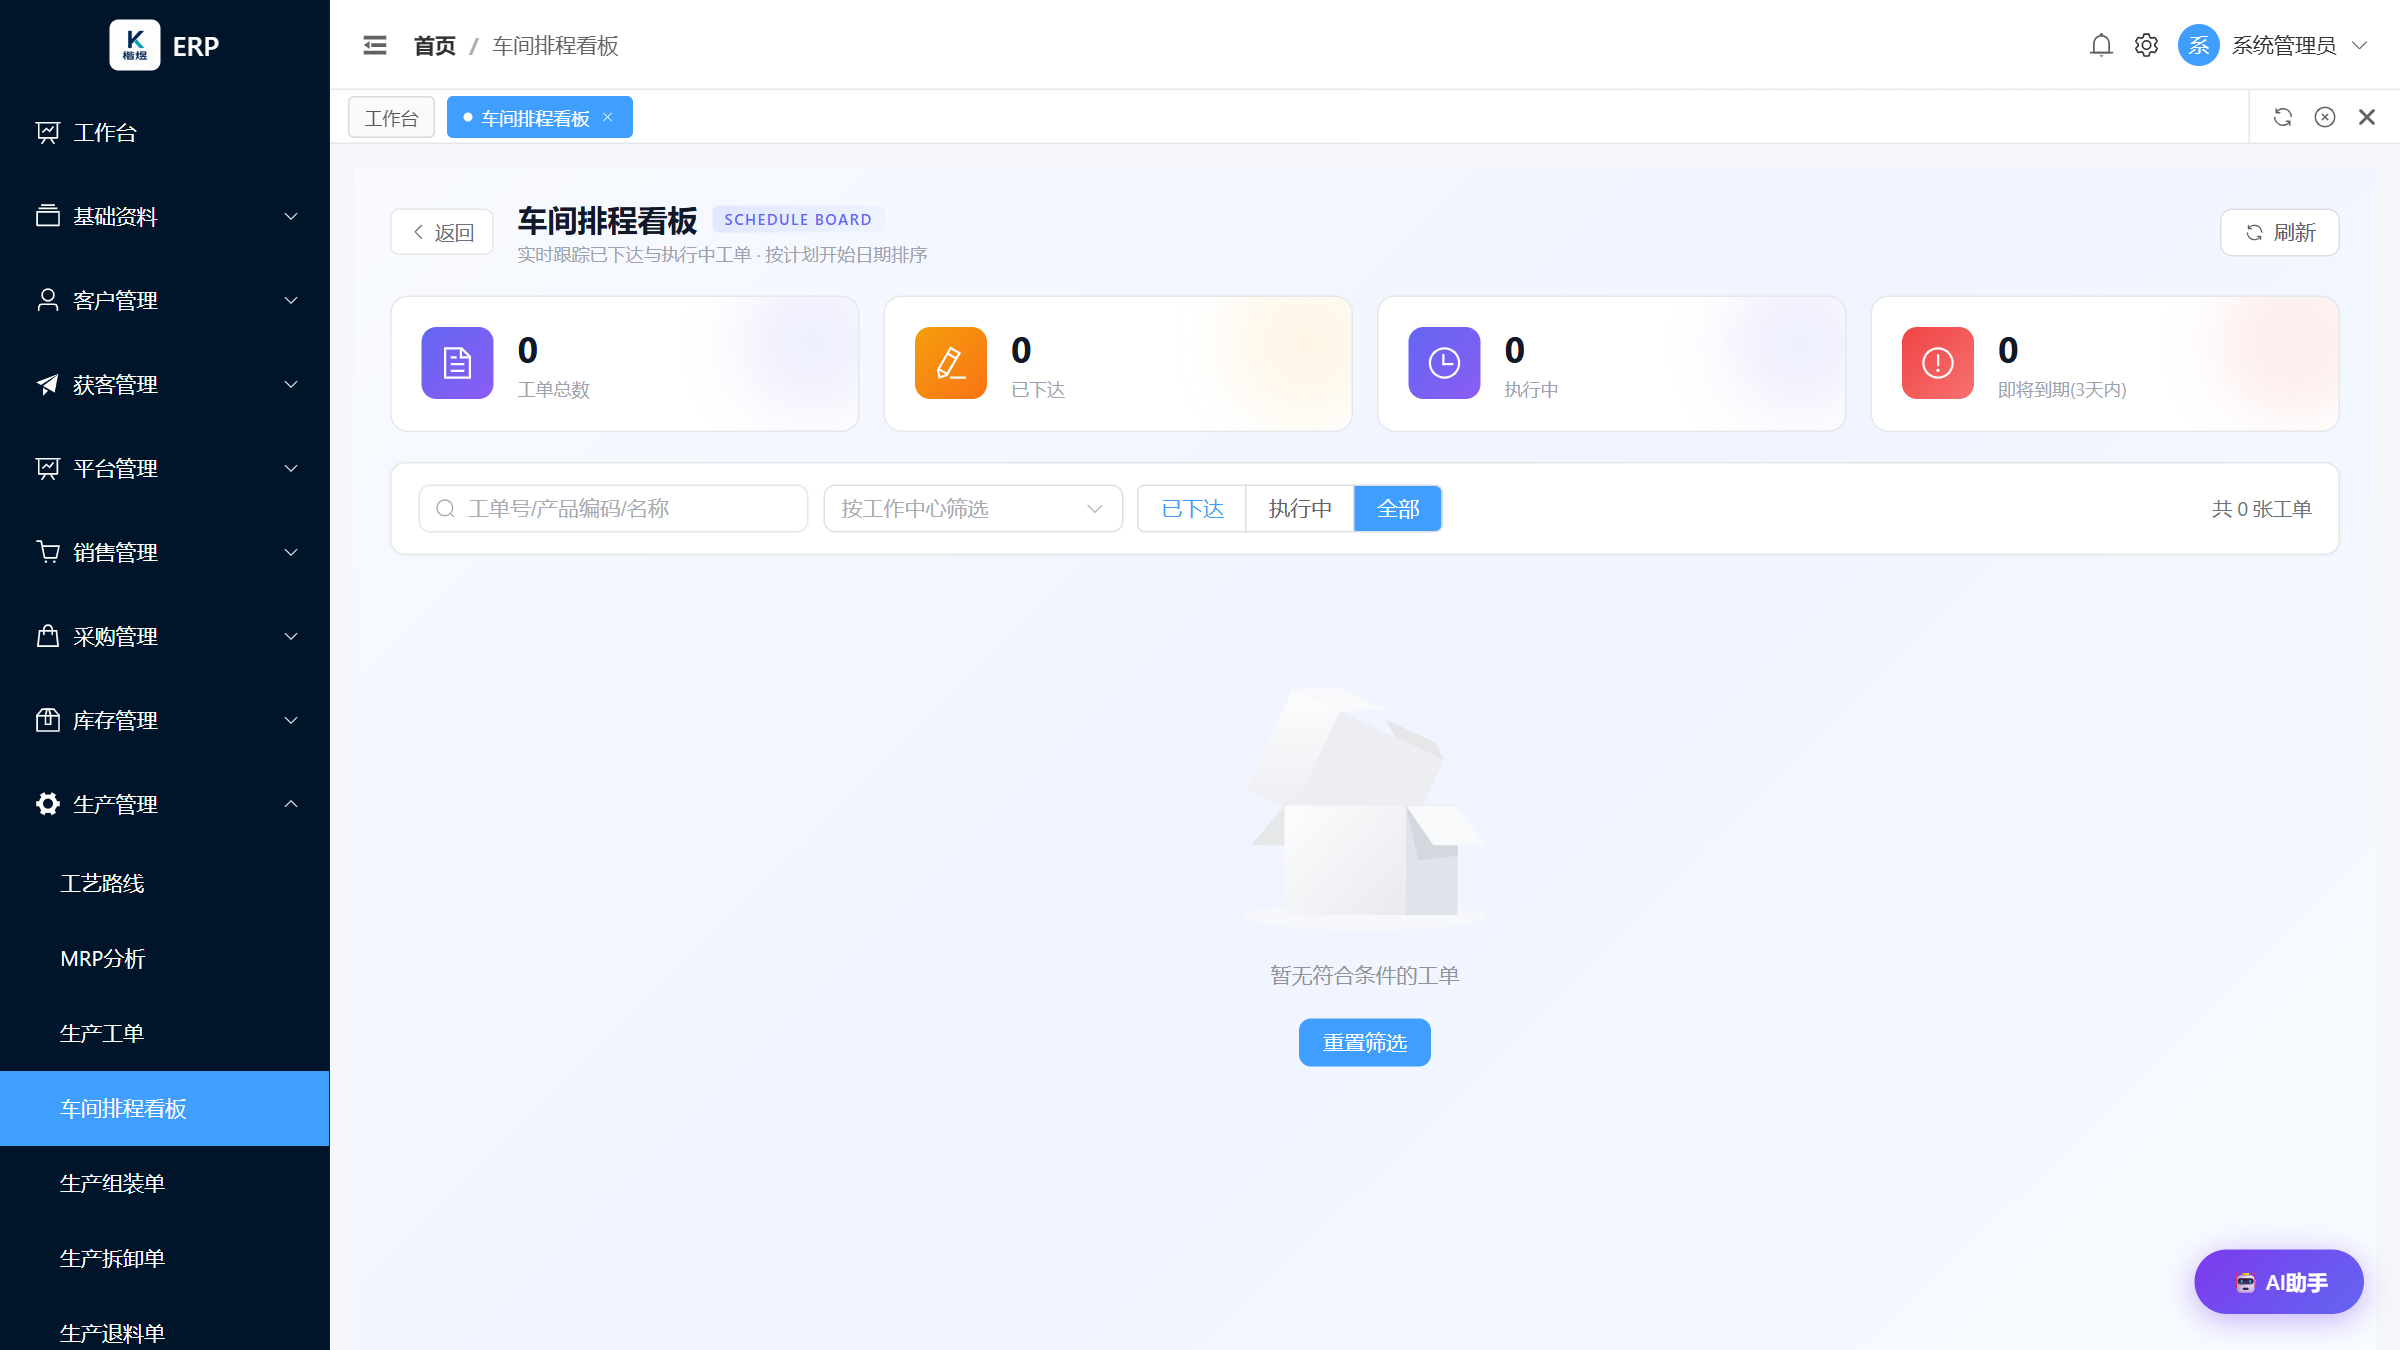 K
楷煜
ERP
工作台
基础资料
客户管理
获客管理
平台管理
销售管理
采购管理
库存管理
生产管理
工艺路线
MRP分析
生产工单
车间排程看板
生产组装单
生产拆卸单
生产退料单
首页 / 车间排程看板
系 系统管理员
工作台 车间排程看板
返回
车间排程看板 SCHEDULE BOARD
实时跟踪已下达与执行中工单 · 按计划开始日期排序
刷新
0
工单总数
0
已下达
0
执行中
0
即将到期(3天内)
工单号/产品编码/名称 按工作中心筛选 已下达 执行中 全部 共 0 张工单
暂无符合条件的工单
重置筛选
AI助手